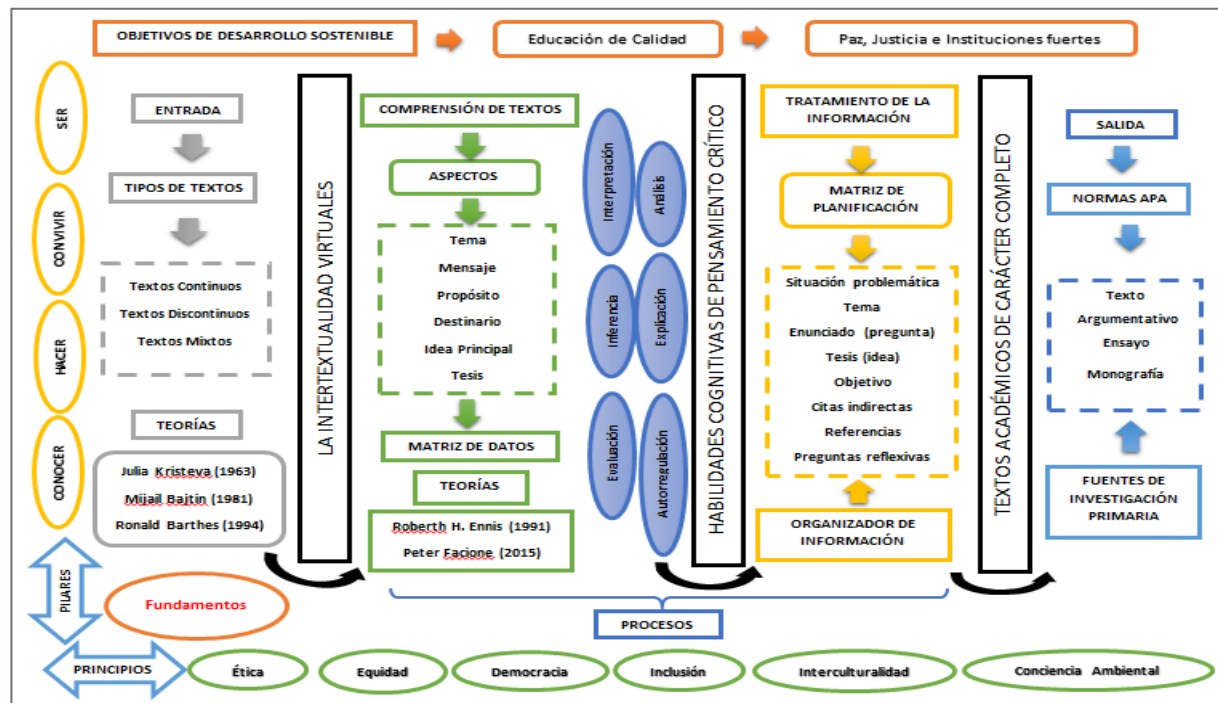 OBJETIVOS DE DESARROLLO SOSTENIBLE
Educación de Calidad
Paz, Justicia e Instituciones fuertes
SER
CONVIVIR
HACER
CONOCER
PILARES
ENTRADA
TIPOS DE TEXTOS
Textos Continuos
Textos Discontinuos
Textos Mixtos
TEORÍAS
Julia Kristeva (1963)
Mijail Bajtin (1981)
Ronald Barthes (1994)
Fundamentos
LA INTERTEXTUALIDAD VIRTUALES
COMPRENSIÓN DE TEXTOS
ASPECTOS
Tema
Mensaje
Propósito
Destinario
Idea Principal
Tesis
MATRIZ DE DATOS
TEORÍAS
Roberth H. Ennis (1991)
Peter Facione (2015)
Interpretación
Análisis
Inferencia
Explicación
Evaluación
Autorregulación
HABILIDADES COGNITIVAS DE PENSAMIENTO CRÍTICO
TRATAMIENTO DE LA
INFORMACIÓN
MATRIZ DE
PLANIFICACIÓN
Situación problemática
Tema
Enunciado (pregunta)
Tesis (idea)
Objetivo
Citas indirectas
Referencias
Preguntas reflexivas
ORGANIZADOR DE
INFORMACIÓN
TEXTOS ACADÉMICOS DE CARÁCTER COMPLETO
SALIDA
NORMAS APA
Texto
Argumentativo
Ensayo
Monografía
FUENTES DE
INVESTIGACIÓN
PRIMARIA
PROCESOS
PRINCIPIOS
Ética
Equidad
Democracia
Inclusión
Interculturalidad
Conciencia Ambiental